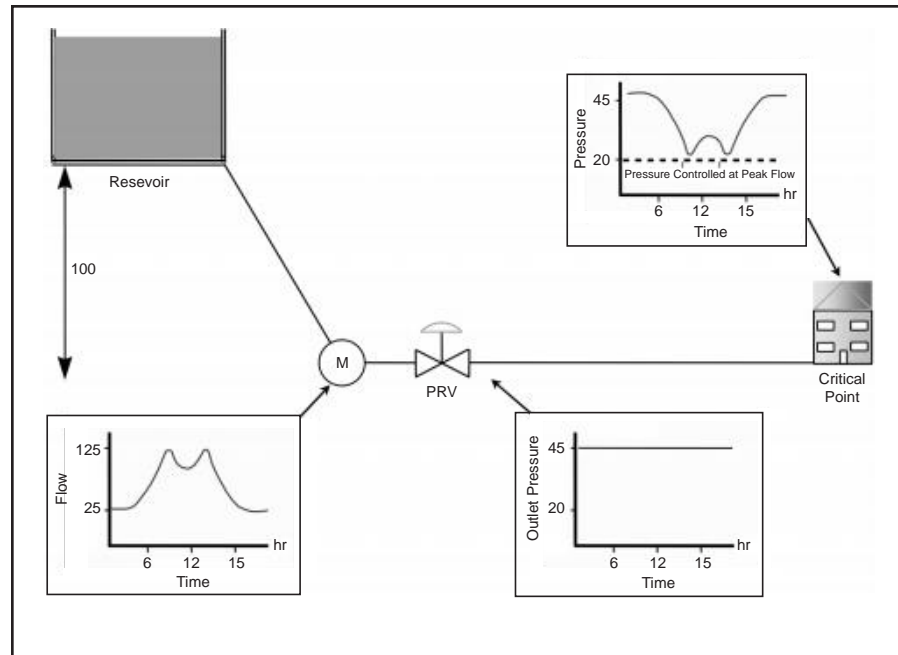 Resevoir
100
M
PRV
Critical
Point
Pressure
45
20
Pressure Controlled at Peak Flow
hr
6 12 15
Time
Flow
125
25
hr
6 12 15
Time
Outlet Pressure
45
20
hr
6 12 15
Time